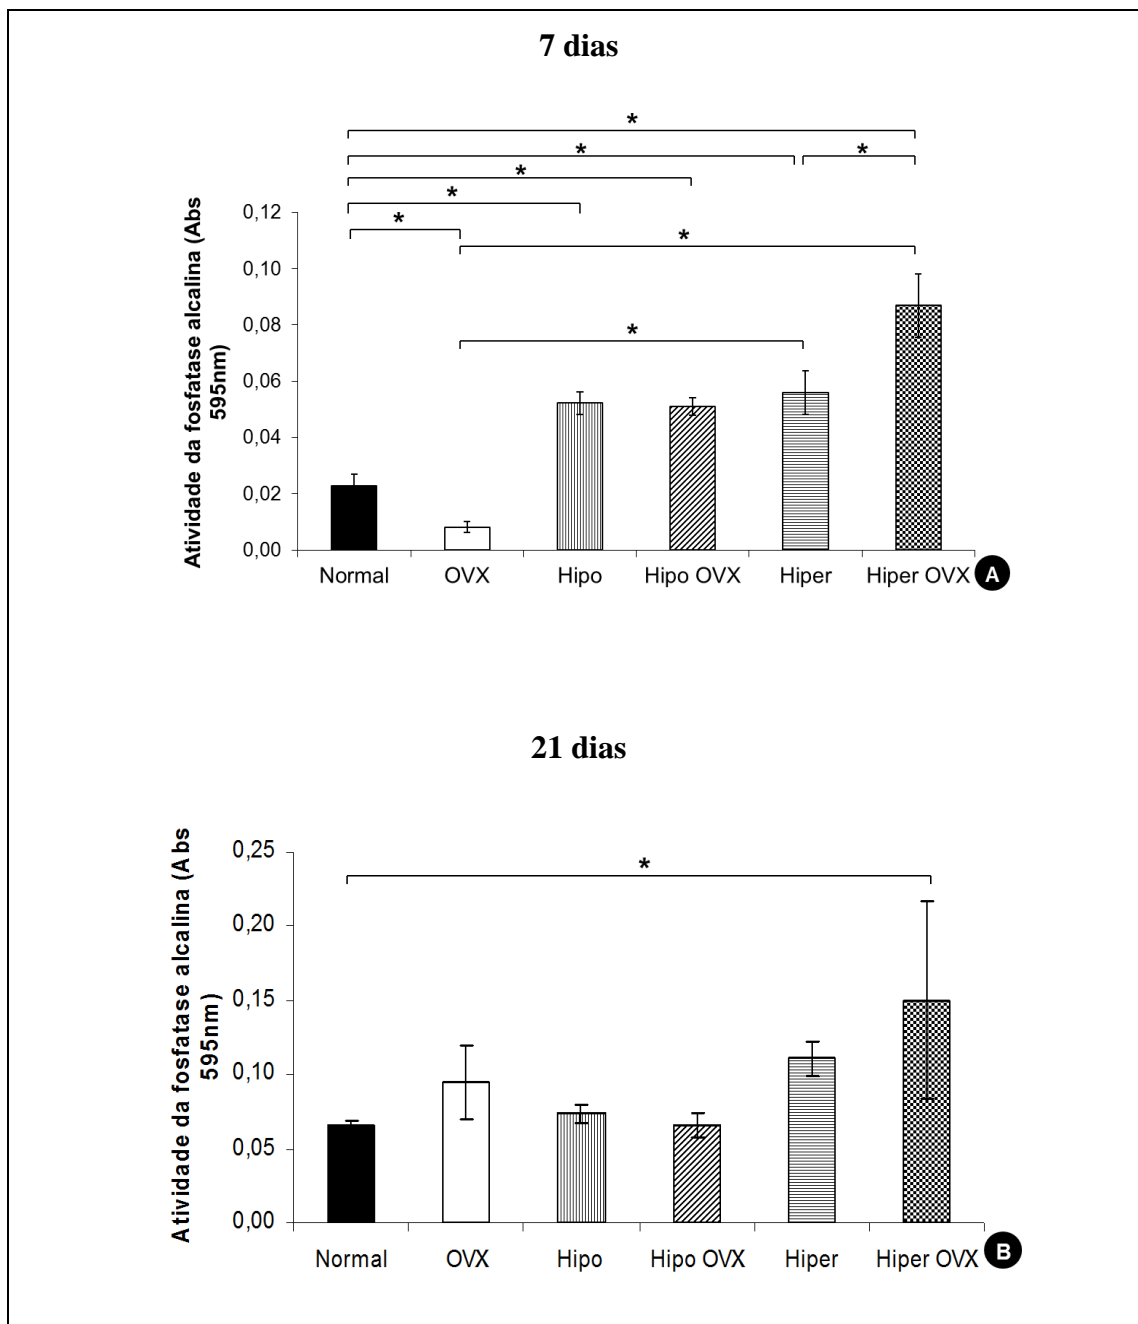 7 dias
*
*
*
*
*
*
*
*
Atividade da fosfatase alcalina (Abs
595nm)
0,12
0,10
0,08
0,06
0,04
0,02
0,00
Normal OVX Hipo Hipo OVX Hiper Hiper OVX
A
21 dias
*
Atividade da fosfatase alcalina (Abs
595nm)
0,25
0,20
0,15
0,10
0,05
0,00
Normal OVX Hipo Hipo OVX Hiper Hiper OVX
B